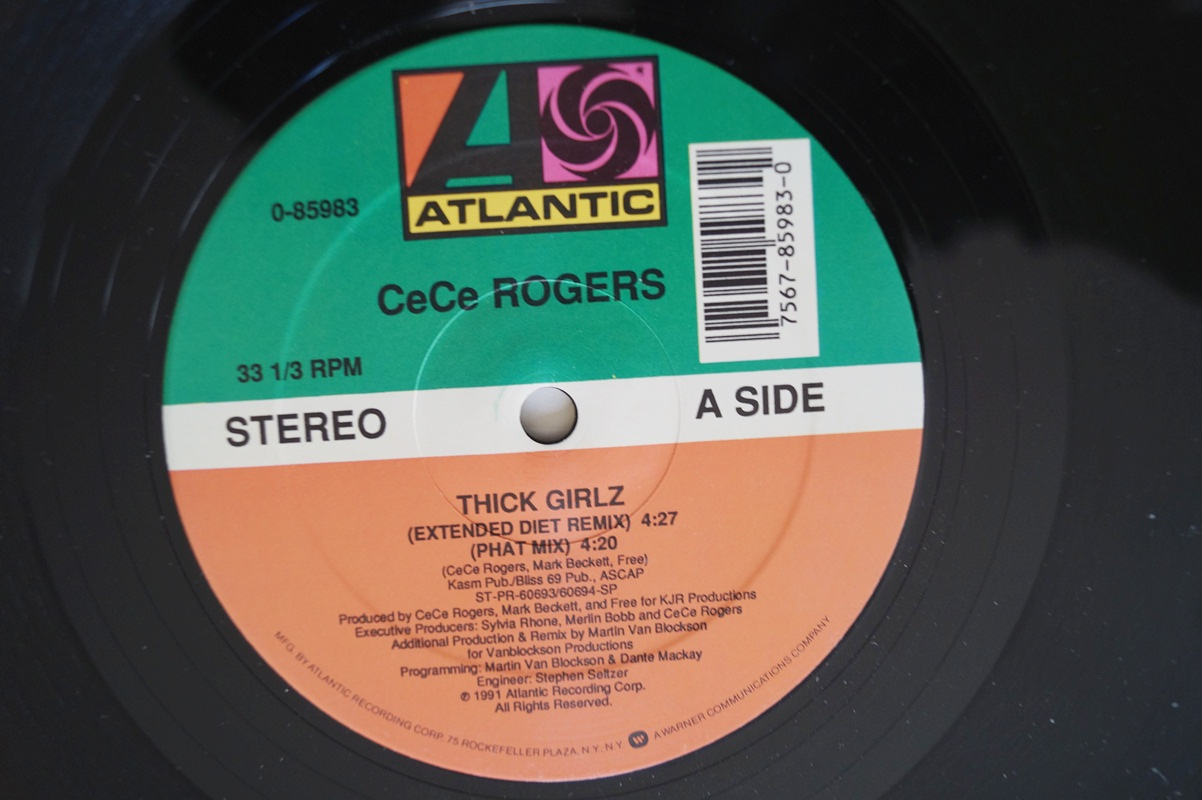 ATLANTIC
0-85983
7567-85983-0
CeCe ROGERS
33 1/3 RPM
STEREO
A SIDE
THICK GIRLZ
(EXTENDED DIET REMIX) 4:27
(PHAT MIX) 4:20
(CeCe Rogers, Mark Beckett, Free)
Kasm Pub./Bliss 69 Pub., ASCAP
ST-PR-60693/60694-SP
Produced by CeCe Rogers, Mark Beckett, and Free for KJR Productions
Executive Producers: Sylvia Rhone, Merlin Bobb and CeCe Rogers
Additional Production & Remix by Martin Van Blockson
for Vanblockson Productions
Programming: Martin Van Blockson & Dante Mackay
Engineer: Stephen Seltzer
℗ 1991 Atlantic Recording Corp.
All Rights Reserved.
MFG. BY ATLANTIC RECORDING CORP. 75 ROCKEFELLER PLAZA. N.Y. N.Y. A WARNER COMMUNICATIONS COMPANY